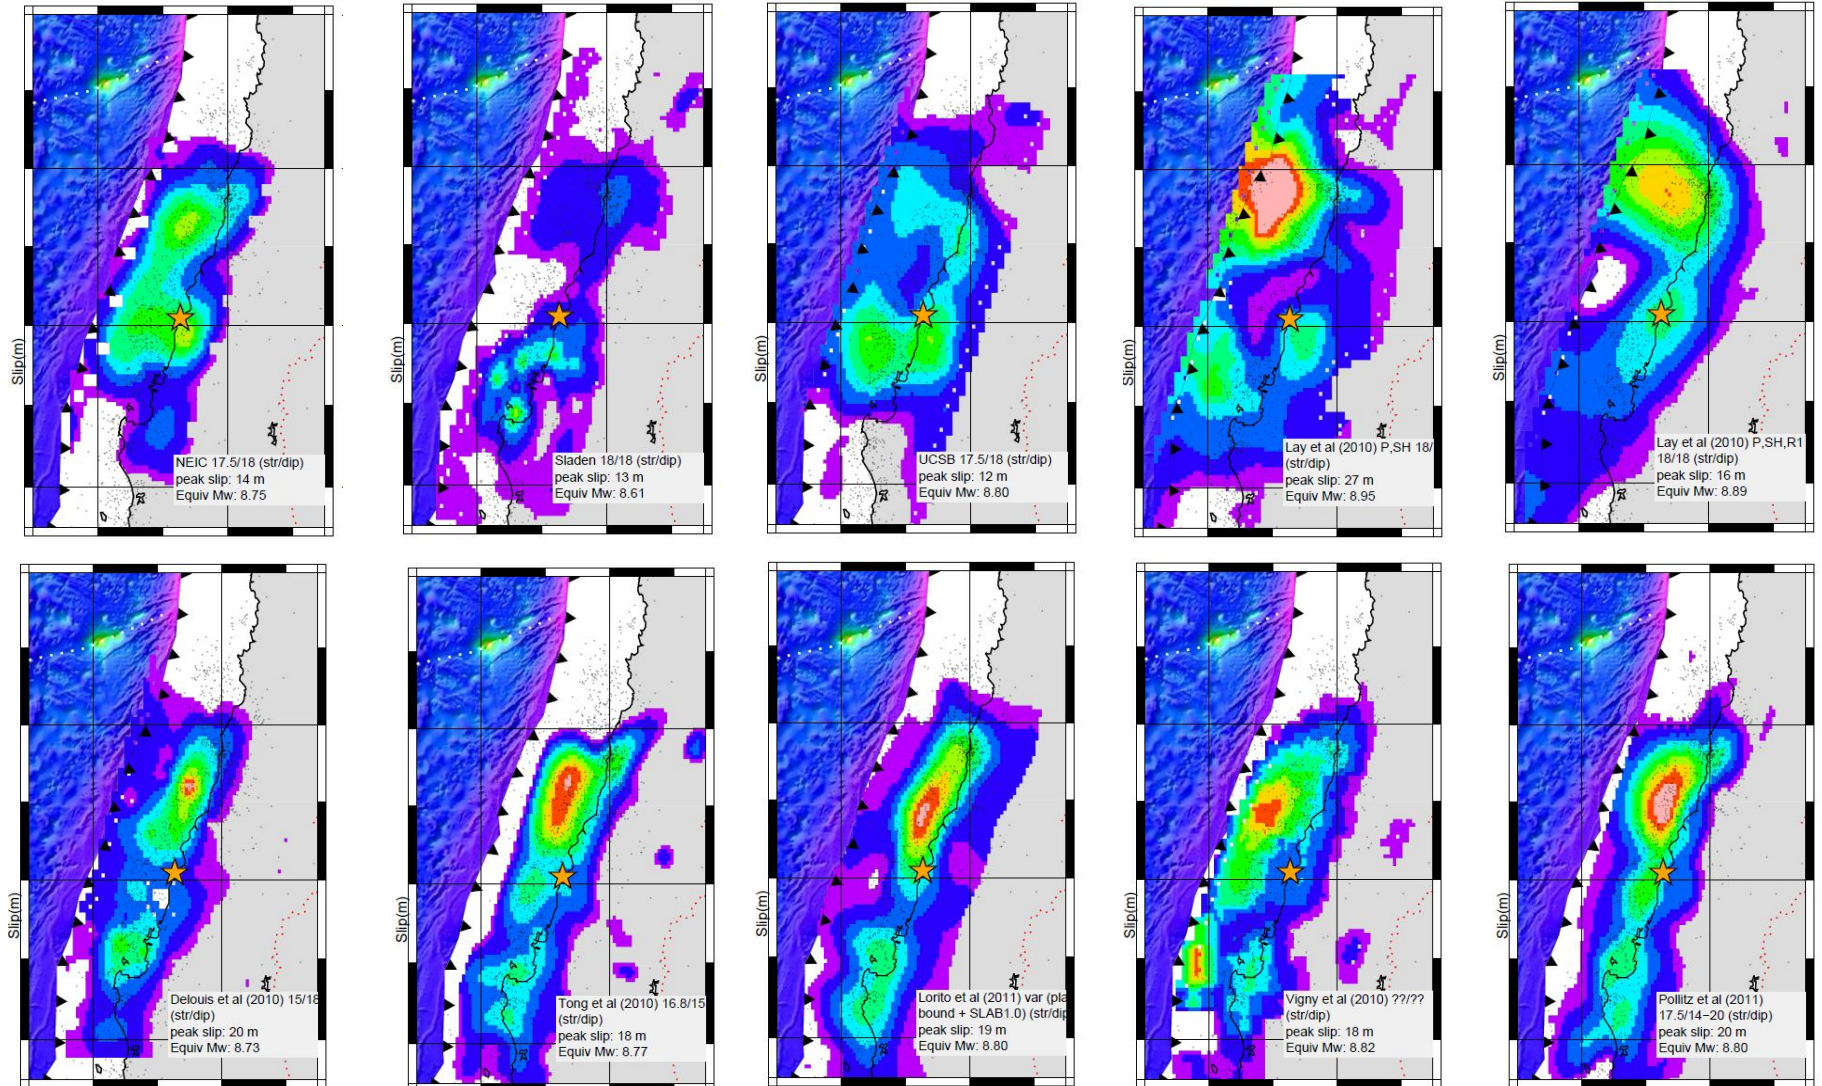 Slip(m)
NEIC 17.5/18 (str/dip)
peak slip: 14 m
Equiv Mw: 8.75
Slip(m)
Sladen 18/18 (str/dip)
peak slip: 13 m
Equiv Mw: 8.61
Slip(m)
UCSB 17.5/18 (str/dip)
peak slip: 12 m
Equiv Mw: 8.80
Slip(m)
Lay et al (2010) P,SH 18/
(str/dip)
peak slip: 27 m
Equiv Mw: 8.95
Slip(m)
Lay et al (2010) P,SH,R1
18/18 (str/dip)
peak slip: 16 m
Equiv Mw: 8.89
Slip(m)
Delouis et al (2010) 15/18
(str/dip)
peak slip: 20 m
Equiv Mw: 8.73
Slip(m)
Tong et al (2010) 16.8/15
(str/dip)
peak slip: 18 m
Equiv Mw: 8.77
Slip(m)
Lorito et al (2011) var (pla
bound + SLAB1.0) (str/dip
peak slip: 19 m
Equiv Mw: 8.80
Slip(m)
Vigny et al (2010) ??/??
(str/dip)
peak slip: 18 m
Equiv Mw: 8.82
Slip(m)
Pollitz et al (2011)
17.5/14−20 (str/dip)
peak slip: 20 m
Equiv Mw: 8.80